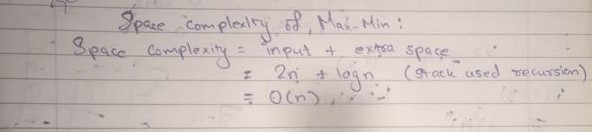 Space complexity of, Max-Min :
Space complexity = input + extra space
= 2n + logn (stack used recursion)
= O(n)